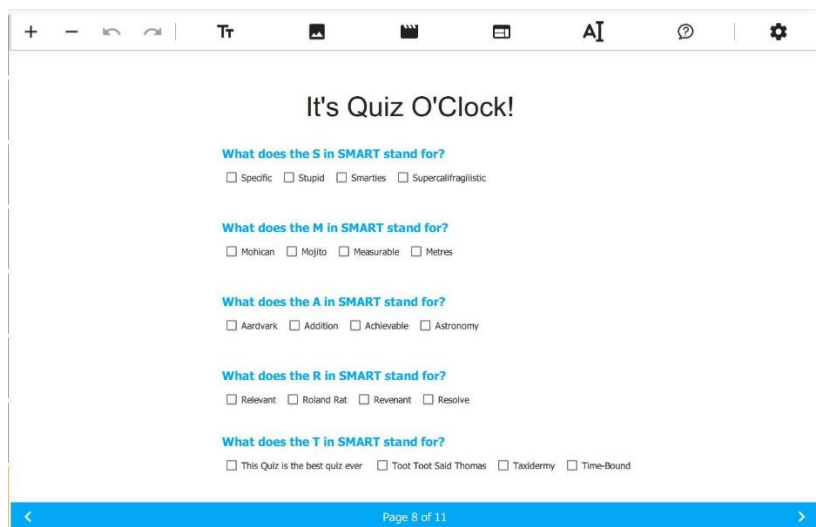 It's Quiz O'Clock!
What does the S in SMART stand for?
Specific Stupid Smarties Supercalifragilistic
What does the M in SMART stand for?
Mohican Mojito Measurable Metres
What does the A in SMART stand for?
Aardvark Addition Achievable Astronomy
What does the R in SMART stand for?
Relevant Roland Rat Revenant Resolve
What does the T in SMART stand for?
This Quiz is the best quiz ever Toot Toot Said Thomas Taxidermy Time-Bound
Page 8 of 11